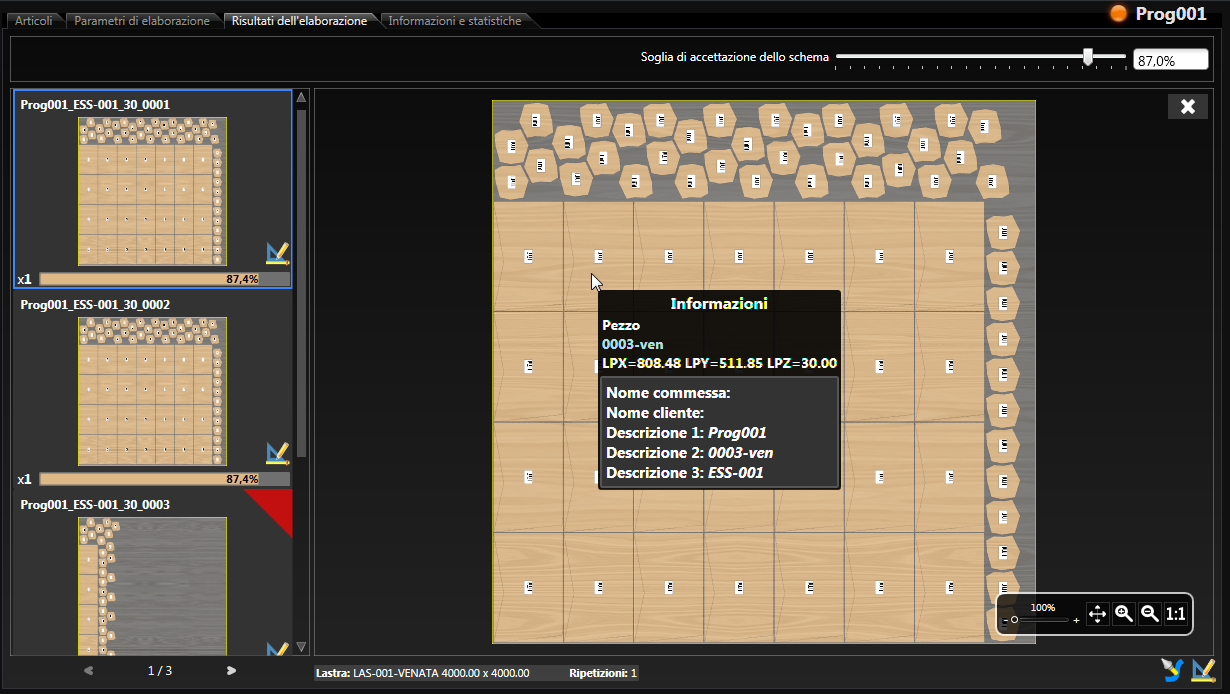 Articoli
Parametri di elaborazione
Risultati dell'elaborazione
Informazioni e statistiche
Prog001
Soglia di accettazione dello schema
87,0%
Prog001_ESS-001_30_0001
x1
87,4%
Prog001_ESS-001_30_0002
x1
87,4%
Prog001_ESS-001_30_0003
1 / 3
Informazioni
Pezzo
0003-ven
LPX=808.48 LPY=511.85 LPZ=30.00
Nome commessa:
Nome cliente:
Descrizione 1: Prog001
Descrizione 2: 0003-ven
Descrizione 3: ESS-001
100%
- +
1:1
Lastra: LAS-001-VENATA 4000.00 x 4000.00
Ripetizioni: 1